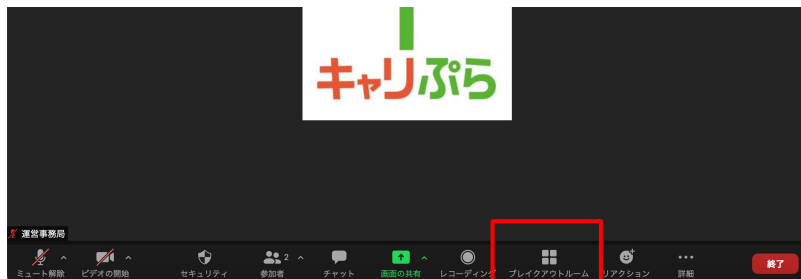 キャリぷら
運営事務局
ミュート解除
ビデオの開始
セキュリティ
2
参加者
チャット
画面の共有
レコーディング
ブレイクアウトルーム
リアクション
詳細
終了